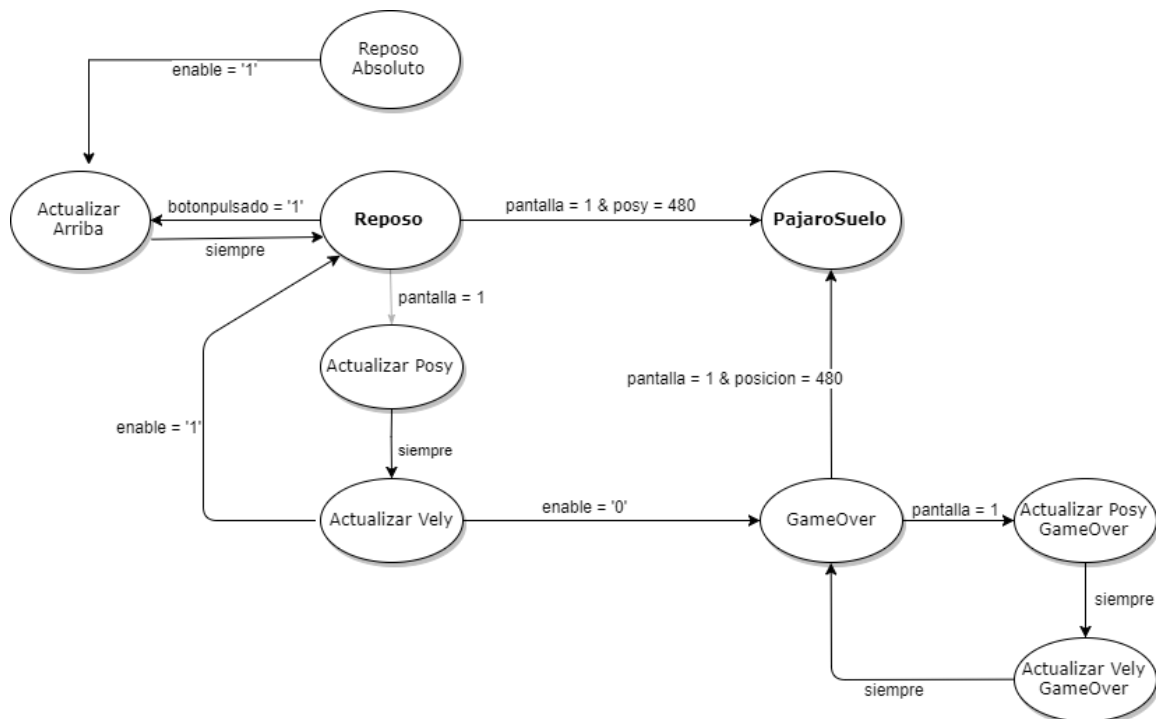 Reposo
Absoluto
enable = '1'
Actualizar
Arriba
botonpulsado = '1'
siempre
Reposo
pantalla = 1 & posy = 480
PajaroSuelo
pantalla = 1
Actualizar Posy
pantalla = 1 & posicion = 480
enable = '1'
siempre
Actualizar Vely
enable = '0'
GameOver
pantalla = 1
Actualizar Posy
GameOver
siempre
Actualizar Vely
GameOver
siempre